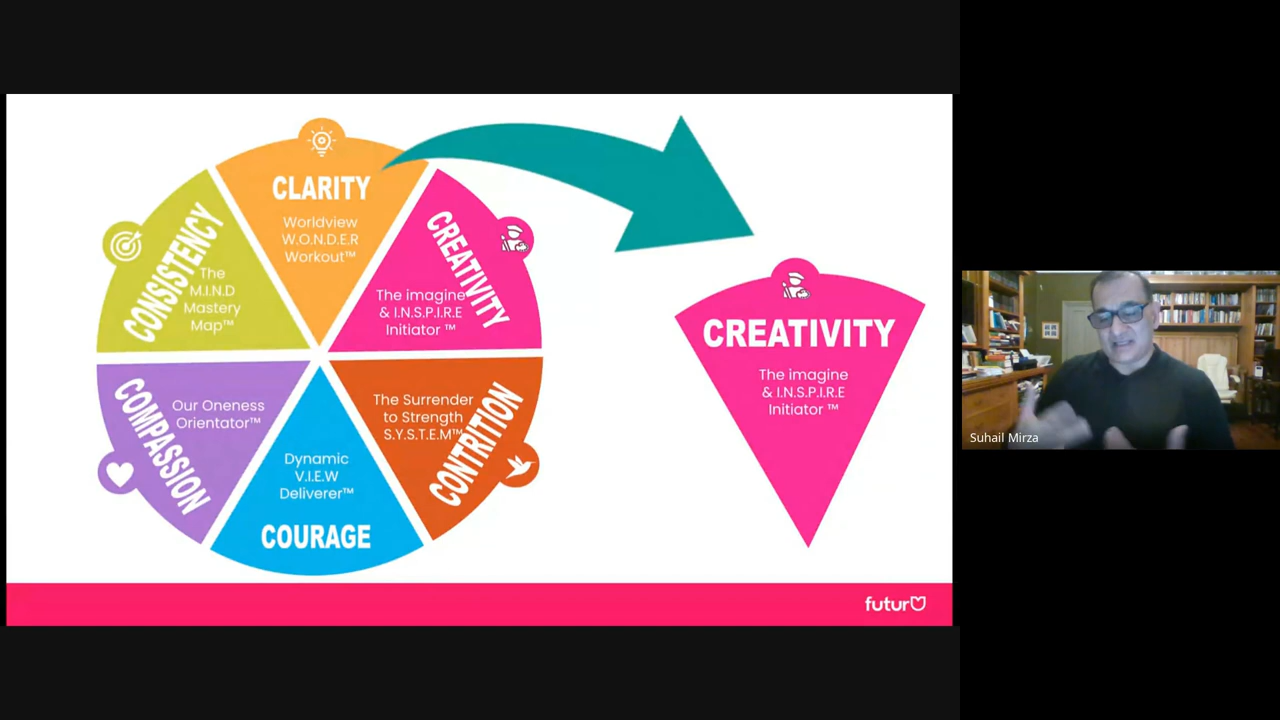 CLARITY
Worldview
W.O.N.D.E.R
Workout™
CREATIVITY
The imagine
& I.N.S.P.I.R.E
Initiator ™
CONTRITION
The Surrender
to Strength
S.Y.S.T.E.M™
COURAGE
Dynamic
V.I.E.W
Deliverer™
COMPASSION
Our Oneness
Orientator™
CONSISTENCY
The
M.I.N.D
Mastery
Map™
CREATIVITY
The imagine
& I.N.S.P.I.R.E
Initiator ™
futur
Suhail Mirza